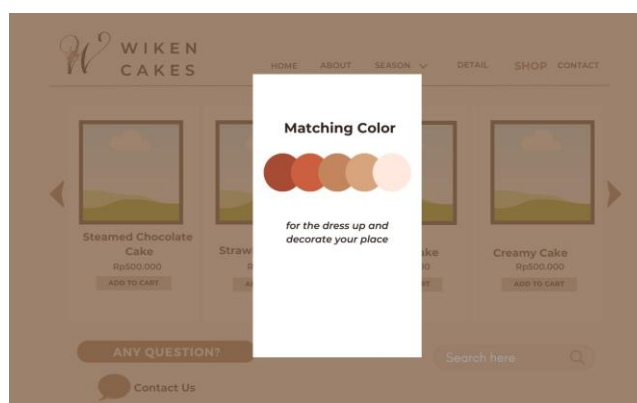 WIKEN
CAKES
HOME ABOUT SEASON DETAIL SHOP CONTACT
Matching Color
for the dress up and
decorate your place
Steamed Chocolate
Cake
Rp500.000
ADD TO CART
Creamy Cake
Rp500.000
ADD TO CART
ANY QUESTION?
Search here
Contact Us